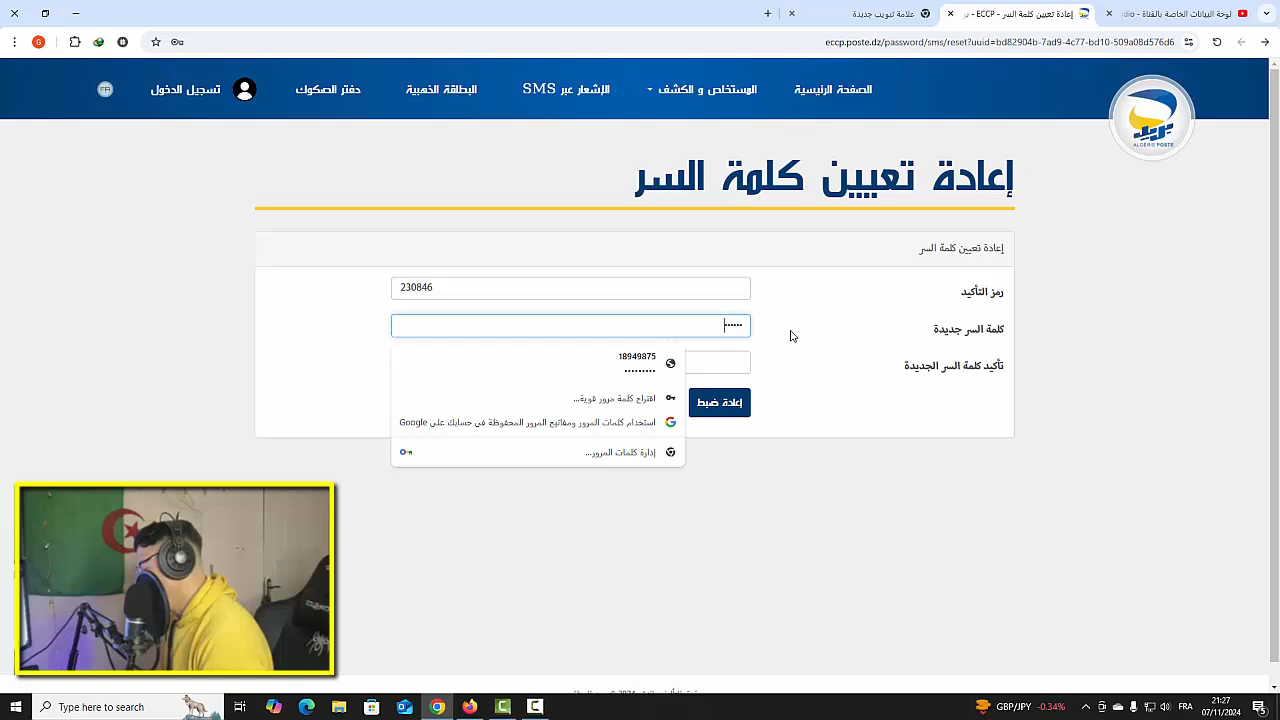 علامة تبويب جديدة
إعادة تعيين كلمة السر - ECCP - بر
لوحة البيانات الخاصة بالقناة - dio
eccp.poste.dz/password/sms/reset?uuid=bd82904b-7ad9-4c77-bd10-509a08d576d6
G
الصفحة الرئيسية
المستخلص و الكشف
الإشعار عبر SMS
البطاقة الذهبية
دفتر الصكوك
تسجيل الدخول
FR
بريد
ALGÉRIE POSTE
إعادة تعيين كلمة السر
إعادة تعيين كلمة السر
رمز التأكيد
230846
كلمة السر جديدة
••••••
تأكيد كلمة السر الجديدة
18949875
•••••••••
اقتراح كلمة مرور قوية...
استخدام كلمات المرور ومفاتيح المرور المحفوظة في حسابك على Google
إدارة كلمات المرور...
إعادة ضبط
Type here to search
GBP/JPY -0.34%
FRA
21:27
07/11/2024